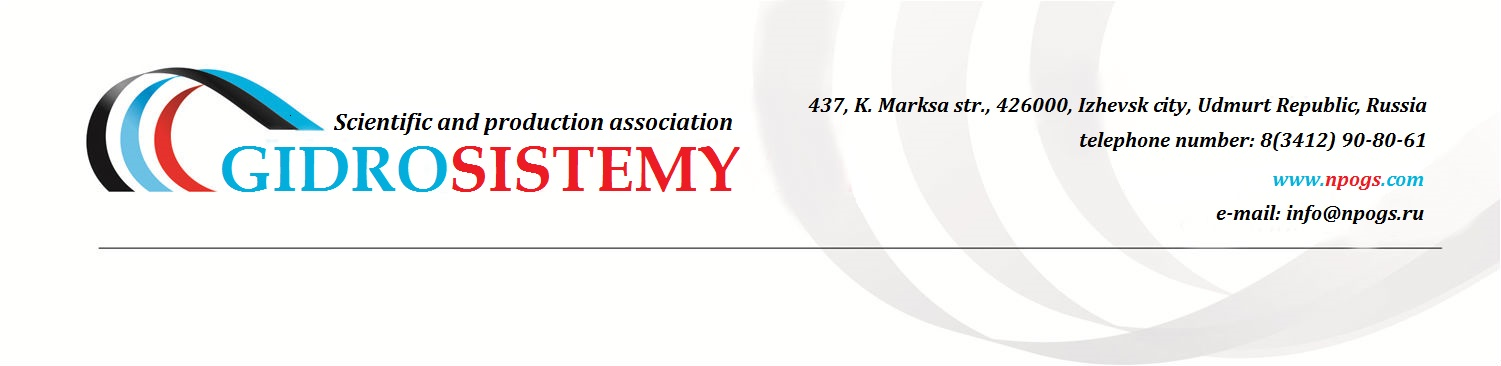 Scientific and production association
GIDROSISTEMY
437, K. Marksa str., 426000, Izhevsk city, Udmurt Republic, Russia
telephone number: 8(3412) 90-80-61
www.npogs.com
e-mail: info@npogs.ru